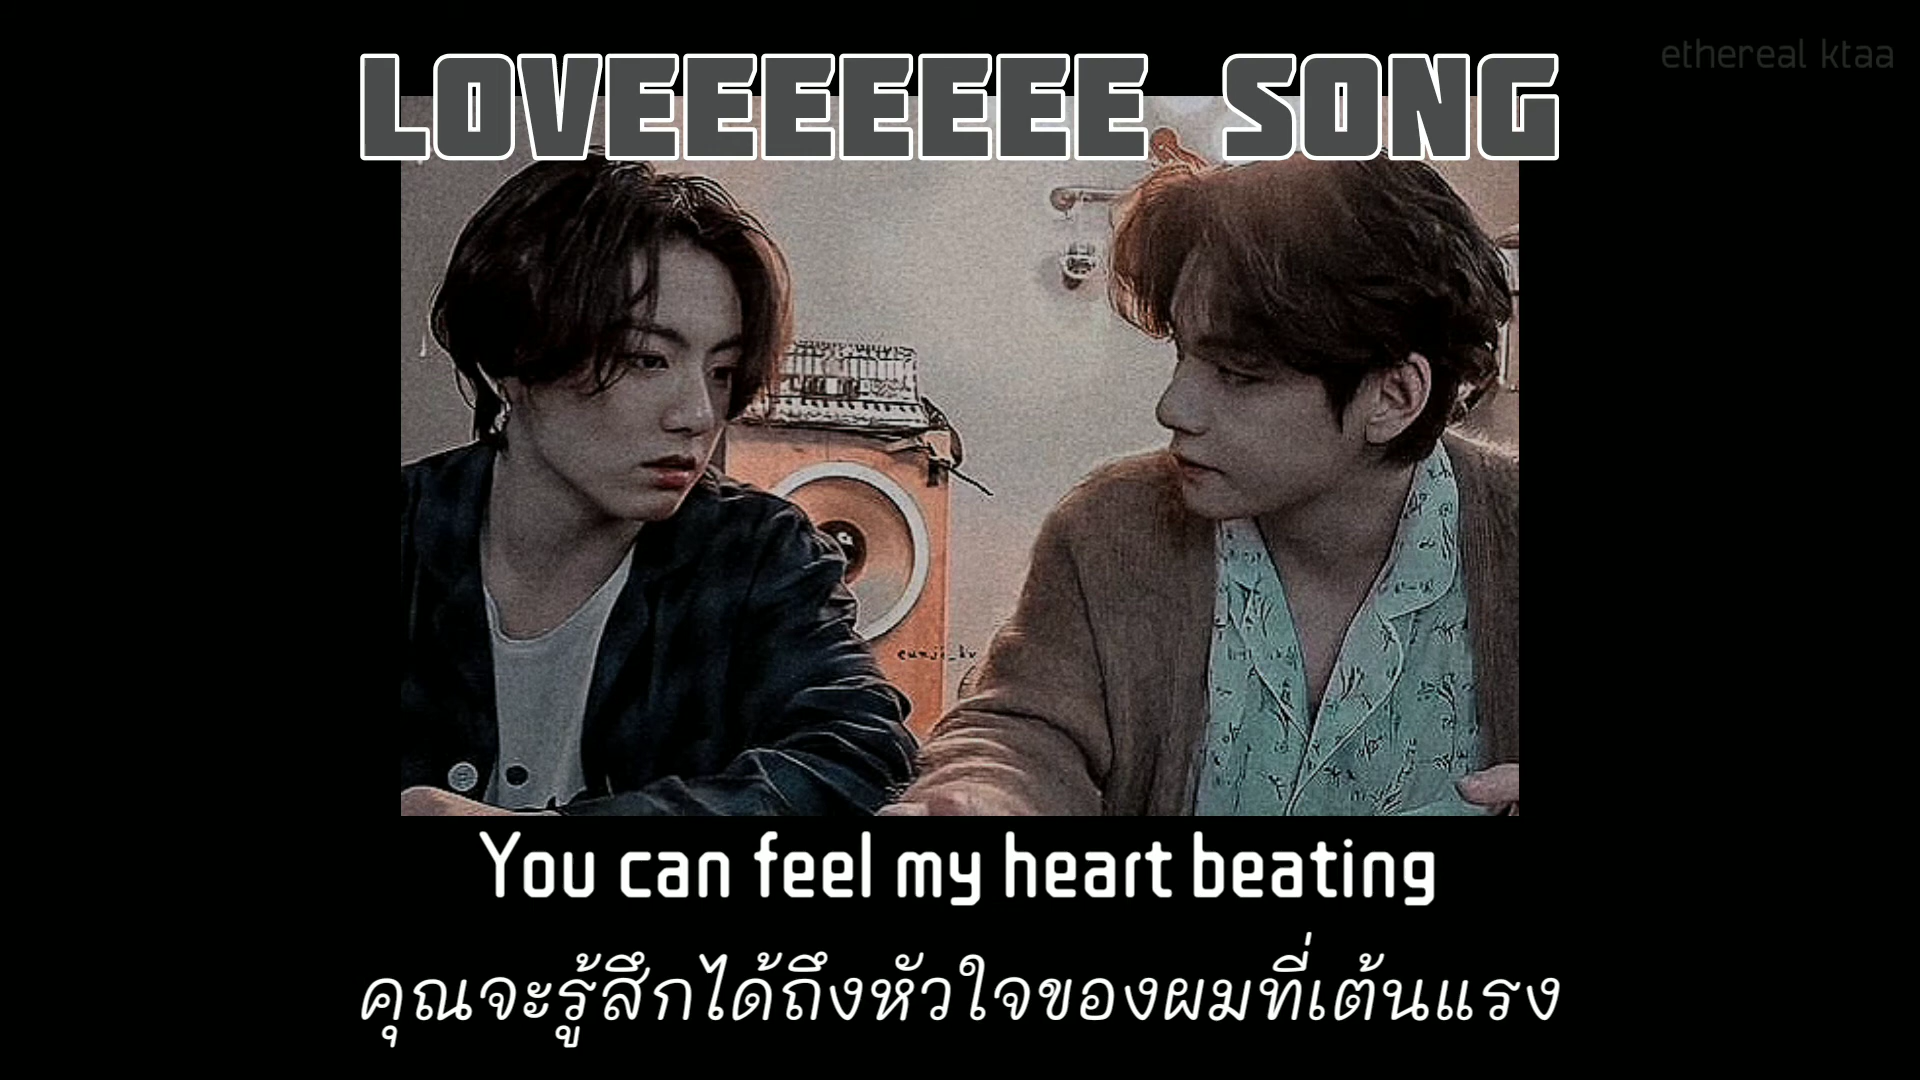 ethereal ktaa
LOVEEEEEEE SONG
eunji_kv
You can feel my heart beating
คุณจะรู้สึกได้ถึงหัวใจของผมที่เต้นแรง